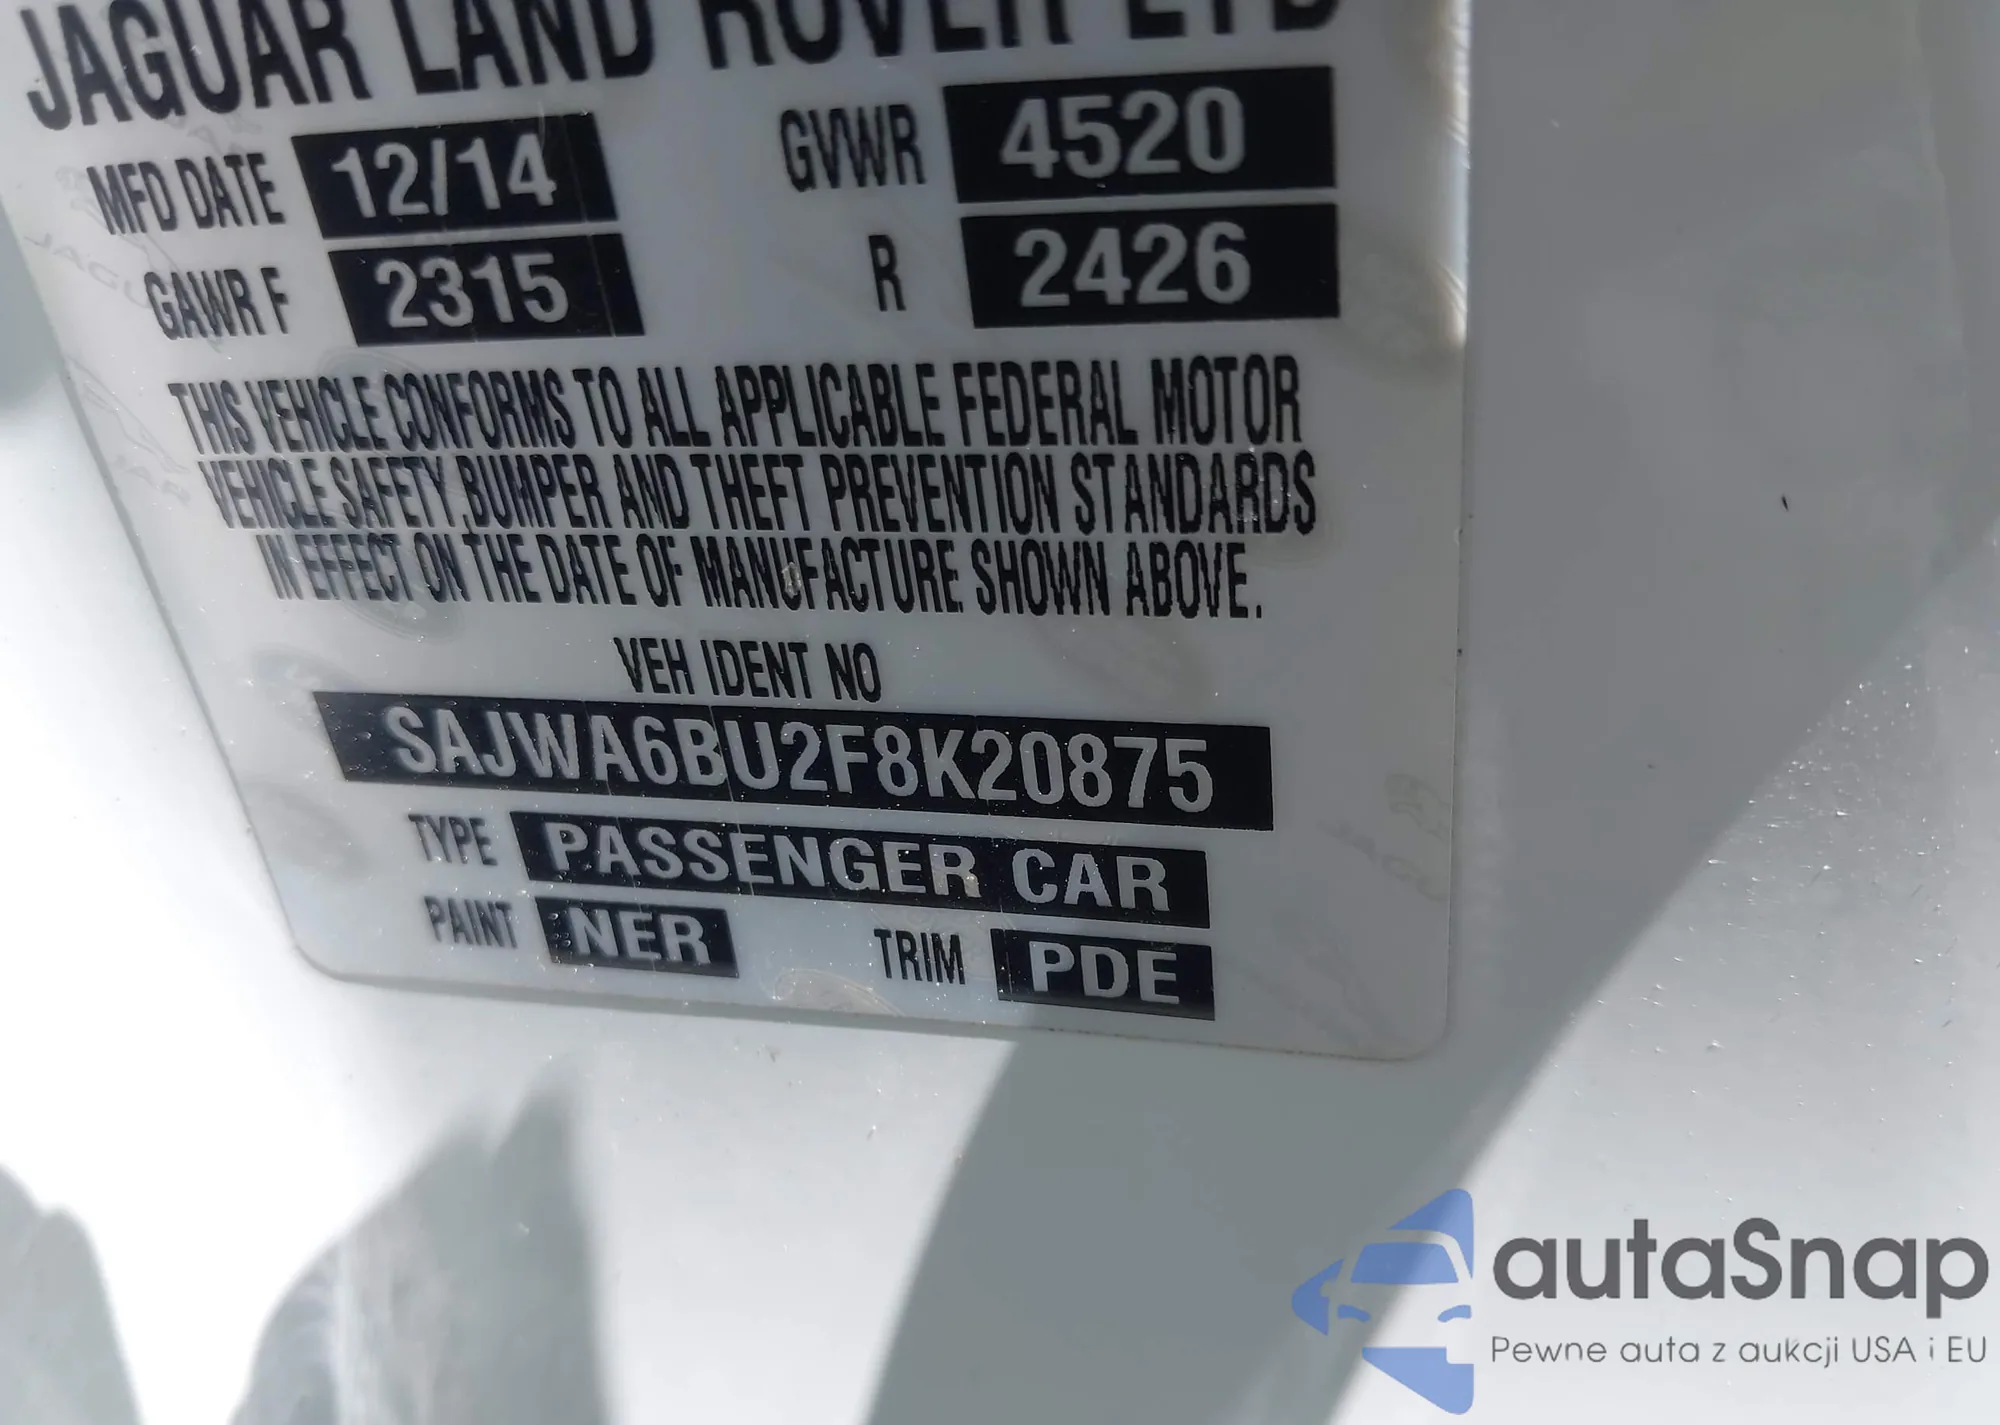 JAGUAR LAND ROVER LTD
MFD DATE 12/14 GVWR 4520
GAWR F 2315 R 2426
THIS VEHICLE CONFORMS TO ALL APPLICABLE FEDERAL MOTOR
VEHICLE SAFETY, BUMPER AND THEFT PREVENTION STANDARDS
IN EFFECT ON THE DATE OF MANUFACTURE SHOWN ABOVE.
VEH IDENT NO
SAJWA6BU2F8K20875
TYPE PASSENGER CAR
PAINT NER TRIM PDE
autaSnap
Pewne auta z aukcji USA i EU